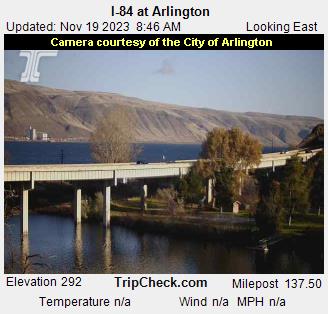 I-84 at Arlington
Updated: Nov 19 2023 8:46 AM Looking East
Camera courtesy of the City of Arlington
Elevation 292 TripCheck.com Milepost 137.50
Temperature n/a Wind n/a MPH n/a